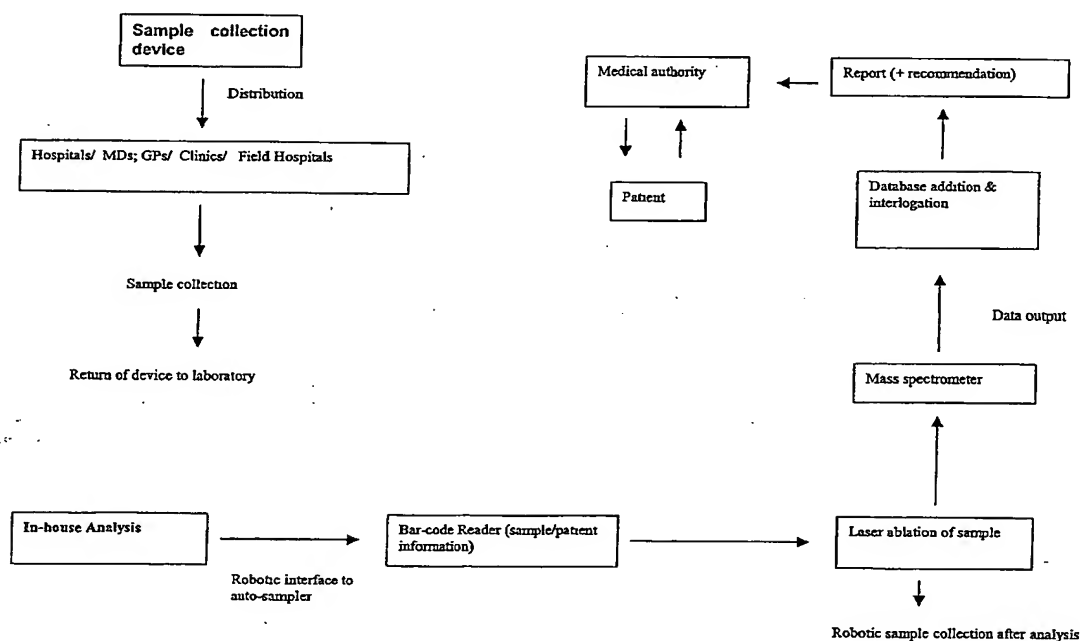 Sample collection
device
Distribution
Hospitals/ MDs; GPs/ Clinics/ Field Hospitals
Sample collection
Return of device to laboratory
In-house Analysis
Robotic interface to
auto-sampler
Bar-code Reader (sample/patient
information)
Laser ablation of sample
Robotic sample collection after analysis
Mass spectrometer
Data output
Database addition &
interlogation
Report (+ recommendation)
Medical authority
Patient